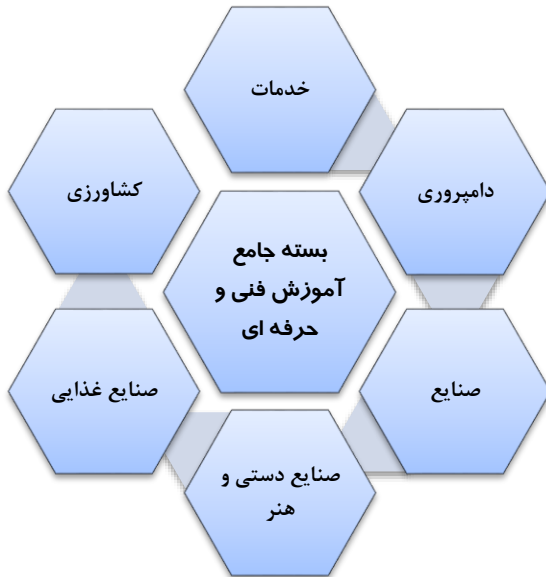 خدمات
دامپروری
کشاورزی
بسته جامع
آموزش فنی و
حرفه ای
صنایع
صنایع غذایی
صنایع دستی و
هنر